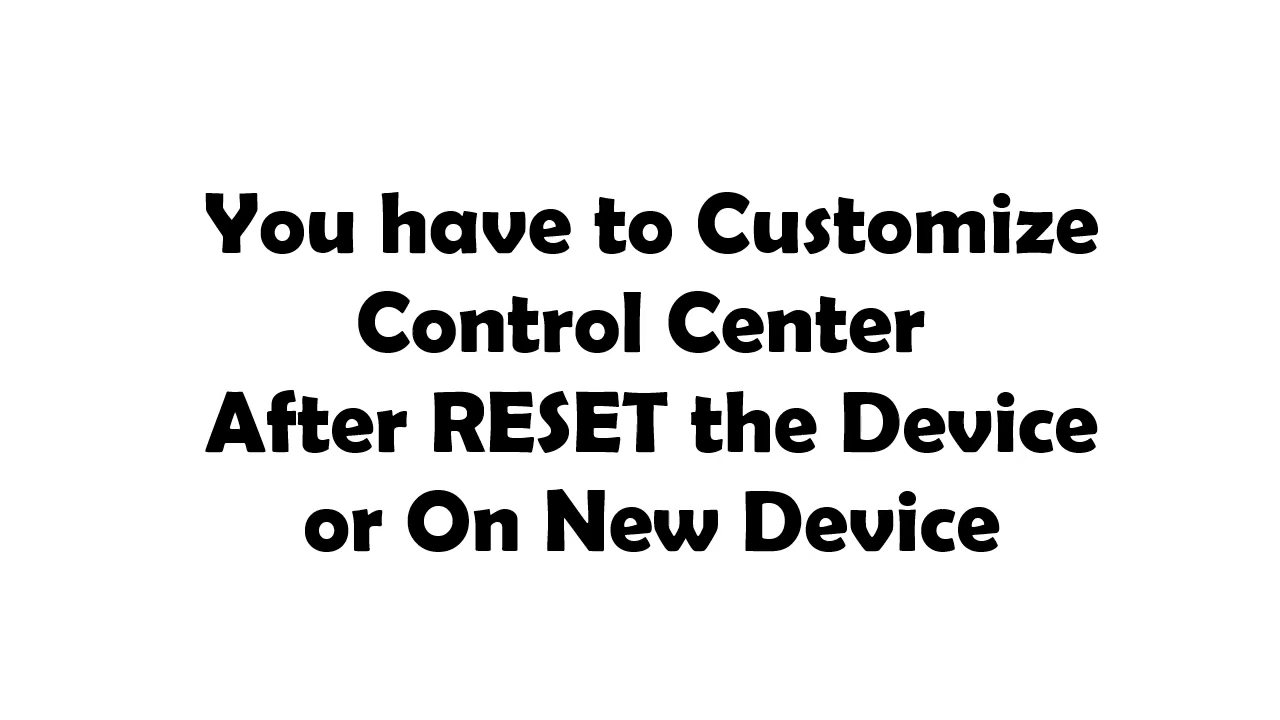 You have to Customize
Control Center
After RESET the Device
or On New Device